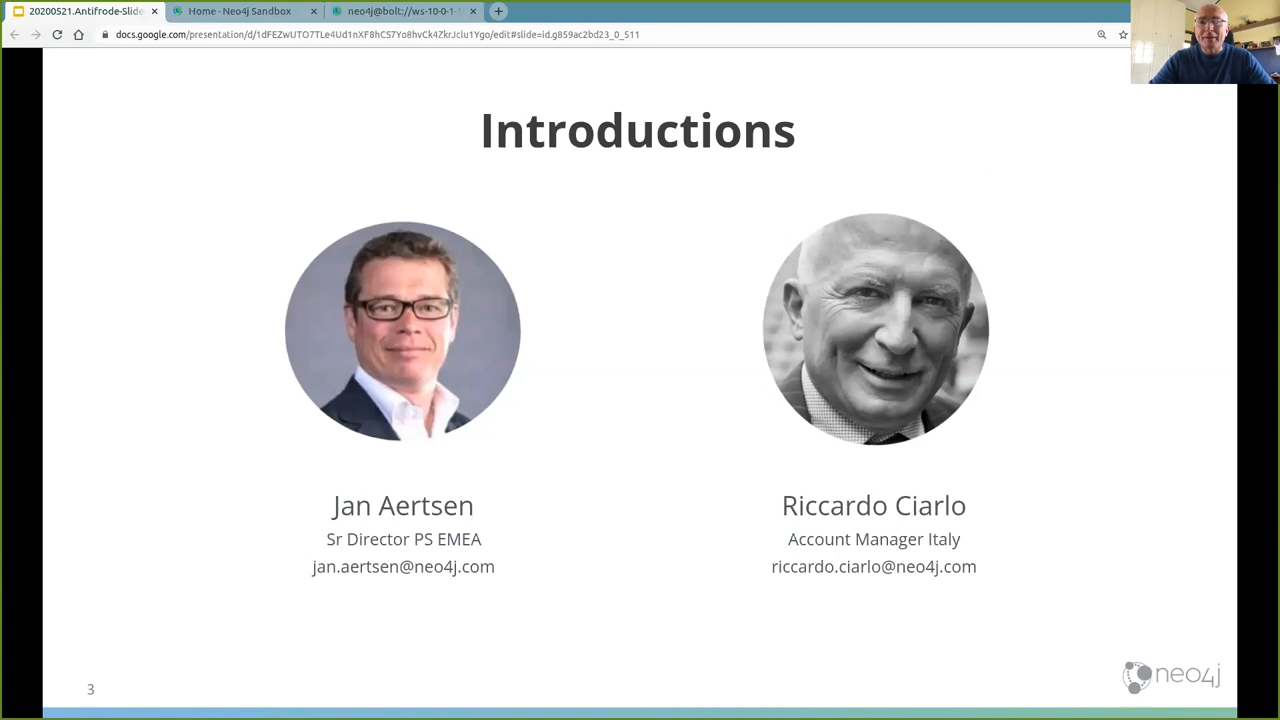 20200521.Antifrode-Slide
Home - Neo4j Sandbox
neo4j@bolt://ws-10-0-1-1
docs.google.com/presentation/d/1dFEZwUTO7TLe4Ud1nXF8hCS7Yo8hvCk4ZkrJclu1Ygo/edit#slide=id.g859ac2bd23_0_511
Introductions
Jan Aertsen
Sr Director PS EMEA
jan.aertsen@neo4j.com
Riccardo Ciarlo
Account Manager Italy
riccardo.ciarlo@neo4j.com
3
neo4j